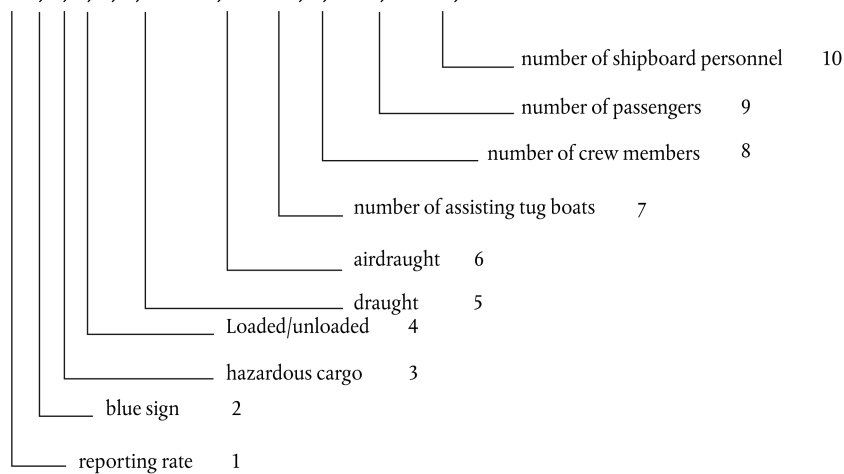 number of shipboard personnel 10
number of passengers 9
number of crew members 8
number of assisting tug boats 7
airdraught 6
draught 5
Loaded/unloaded 4
hazardous cargo 3
blue sign 2
reporting rate 1